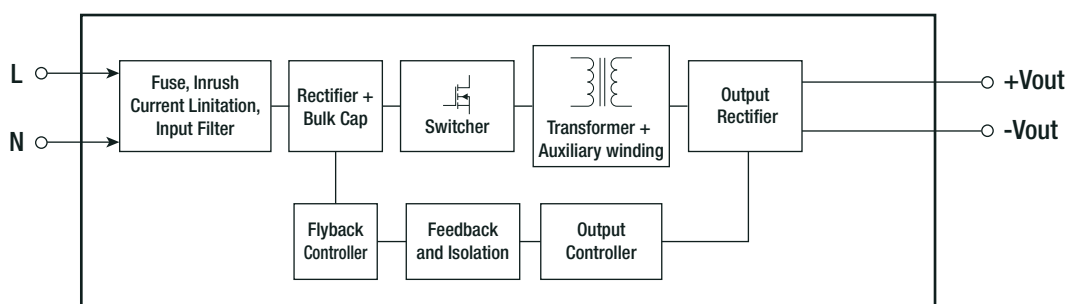 L
N
Fuse, Inrush
Current Linitation,
Input Filter
Rectifier +
Bulk Cap
Switcher
Transformer +
Auxiliary winding
Output
Rectifier
+Vout
-Vout
Flyback
Controller
Feedback
and Isolation
Output
Controller